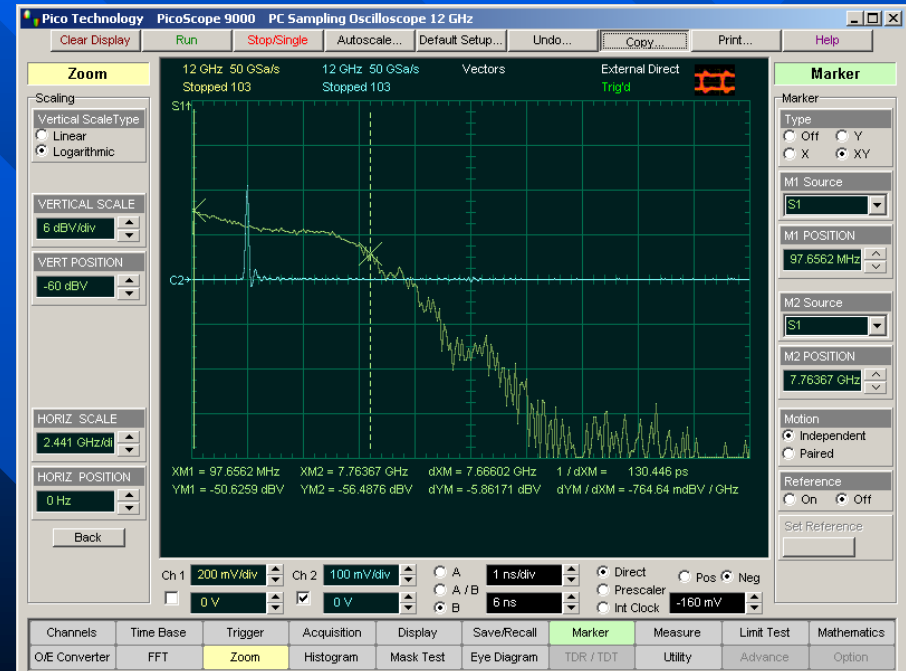 Pico Technology PicoScope 9000 PC Sampling Oscilloscope 12 GHz
Clear Display Run Stop/Single Autoscale... Default Setup... Undo... Copy... Print... Help
Zoom
Scaling
Vertical ScaleType
Linear
Logarithmic
VERTICAL SCALE
6 dBV/div
VERT POSITION
-60 dBV
HORIZ SCALE
2.441 GHz/di
HORIZ POSITION
0 Hz
Back
12 GHz 50 GSa/s 12 GHz 50 GSa/s Vectors External Direct
Stopped 103 Stopped 103 Trig'd
S1
C2
XM1 = 97.6562 MHz XM2 = 7.76367 GHz dXM = 7.66602 GHz 1 / dXM = 130.446 ps
YM1 = -50.6259 dBV YM2 = -56.4876 dBV dYM = -5.86171 dBV dYM / dXM = -764.64 mdBV / GHz
Marker
Marker
Type
Off Y
X XY
M1 Source
S1
M1 POSITION
97.6562 MHz
M2 Source
S1
M2 POSITION
7.76367 GHz
Motion
Independent
Paired
Reference
On Off
Set Reference
Ch 1 200 mV/div Ch 2 100 mV/div A 1 ns/div Direct Pos Neg
A / B Prescaler
0 V 0 V B 6 ns Int Clock -160 mV
Channels Time Base Trigger Acquisition Display Save/Recall Marker Measure Limit Test Mathematics
O/E Converter FFT Zoom Histogram Mask Test Eye Diagram TDR / TDT Utility Advance Option